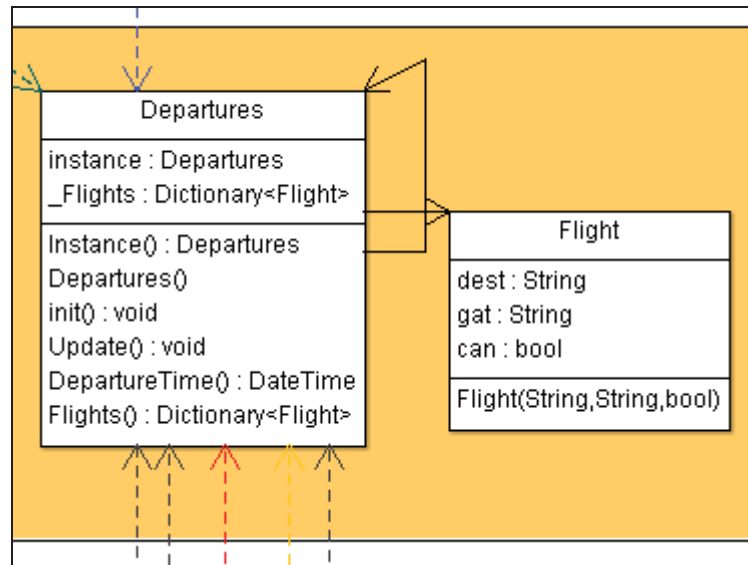 Departures
instance : Departures
_Flights : Dictionary<Flight>
Instance() : Departures
Departures()
init() : void
Update() : void
DepartureTime() : DateTime
Flights() : Dictionary<Flight>
Flight
dest : String
gat : String
can : bool
Flight(String,String,bool)